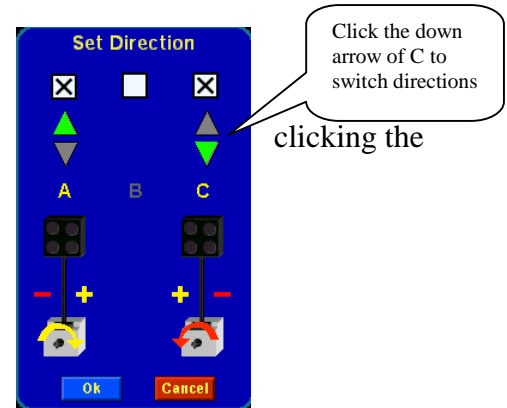 Set Direction
Click the down
arrow of C to
switch directions
clicking the
A B C
- + + -
Ok Cancel